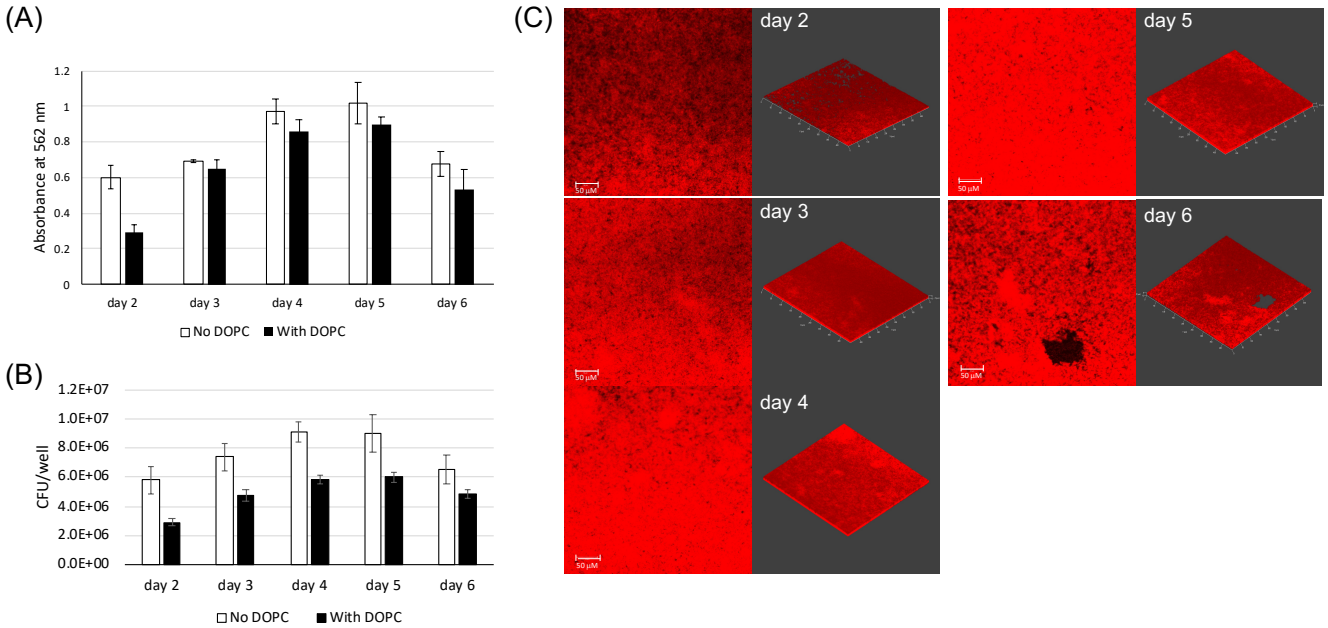 (A)
Absorbance at 562 nm
1.2
1
0.8
0.6
0.4
0.2
0
day 2 day 3 day 4 day 5 day 6
No DOPC With DOPC
(B)
CFU/well
1.2E+07
1.0E+07
8.0E+06
6.0E+06
4.0E+06
2.0E+06
0.0E+00
day 2 day 3 day 4 day 5 day 6
No DOPC With DOPC
(C)
day 2
50 µM
day 3
50 µM
day 4
50 µM
day 5
50 µM
day 6
50 µM